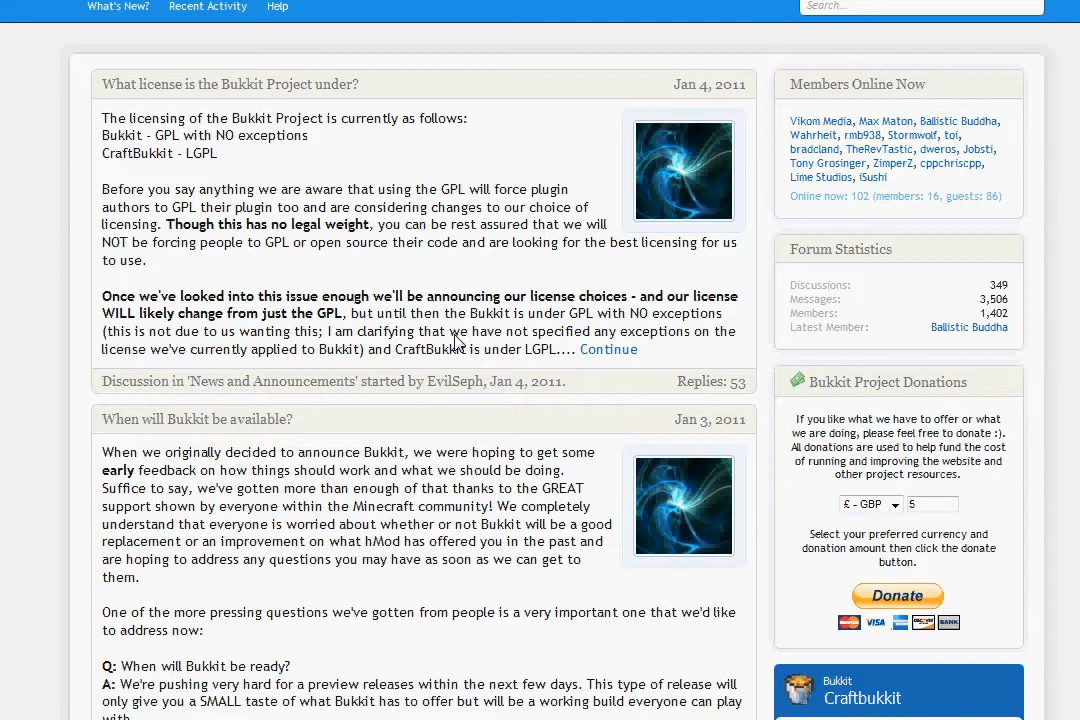 What's New? Recent Activity Help Search...
What license is the Bukkit Project under? Jan 4, 2011
The licensing of the Bukkit Project is currently as follows:
Bukkit - GPL with NO exceptions
CraftBukkit - LGPL
Before you say anything we are aware that using the GPL will force plugin
authors to GPL their plugin too and are considering changes to our choice of
licensing. Though this has no legal weight, you can be rest assured that we will
NOT be forcing people to GPL or open source their code and are looking for the best licensing for us
to use.
Once we've looked into this issue enough we'll be announcing our license choices - and our license
WILL likely change from just the GPL, but until then the Bukkit is under GPL with NO exceptions
(this is not due to us wanting this; I am clarifying that we have not specified any exceptions on the
license we've currently applied to Bukkit) and CraftBukkit is under LGPL.... Continue
Discussion in 'News and Announcements' started by EvilSeph, Jan 4, 2011. Replies: 53
When will Bukkit be available? Jan 3, 2011
When we originally decided to announce Bukkit, we were hoping to get some
early feedback on how things should work and what we should be doing.
Suffice to say, we've gotten more than enough of that thanks to the GREAT
support shown by everyone within the Minecraft community! We completely
understand that everyone is worried about whether or not Bukkit will be a good
replacement or an improvement on what hMod has offered you in the past and
are hoping to address any questions you may have as soon as we can get to
them.
One of the more pressing questions we've gotten from people is a very important one that we'd like
to address now:
Q: When will Bukkit be ready?
A: We're pushing very hard for a preview releases within the next few days. This type of release will
only give you a SMALL taste of what Bukkit has to offer but will be a working build everyone can play
with.
Members Online Now
Vikom Media, Max Maton, Ballistic Buddha,
Wahrheit, rmb938, Stormwolf, toi,
bradcland, TheRevTastic, dweros, Jobsti,
Tony Grosinger, ZimperZ, cppchriscpp,
Lime Studios, iSushi
Online now: 102 (members: 16, guests: 86)
Forum Statistics
Discussions: 349
Messages: 3,506
Members: 1,402
Latest Member: Ballistic Buddha
Bukkit Project Donations
If you like what we have to offer or what
we are doing, please feel free to donate :).
All donations are used to help fund the cost
of running and improving the website and
other project resources.
£ - GBP 5
Select your preferred currency and
donation amount then click the donate
button.
Donate
VISA BANK
Bukkit
Craftbukkit